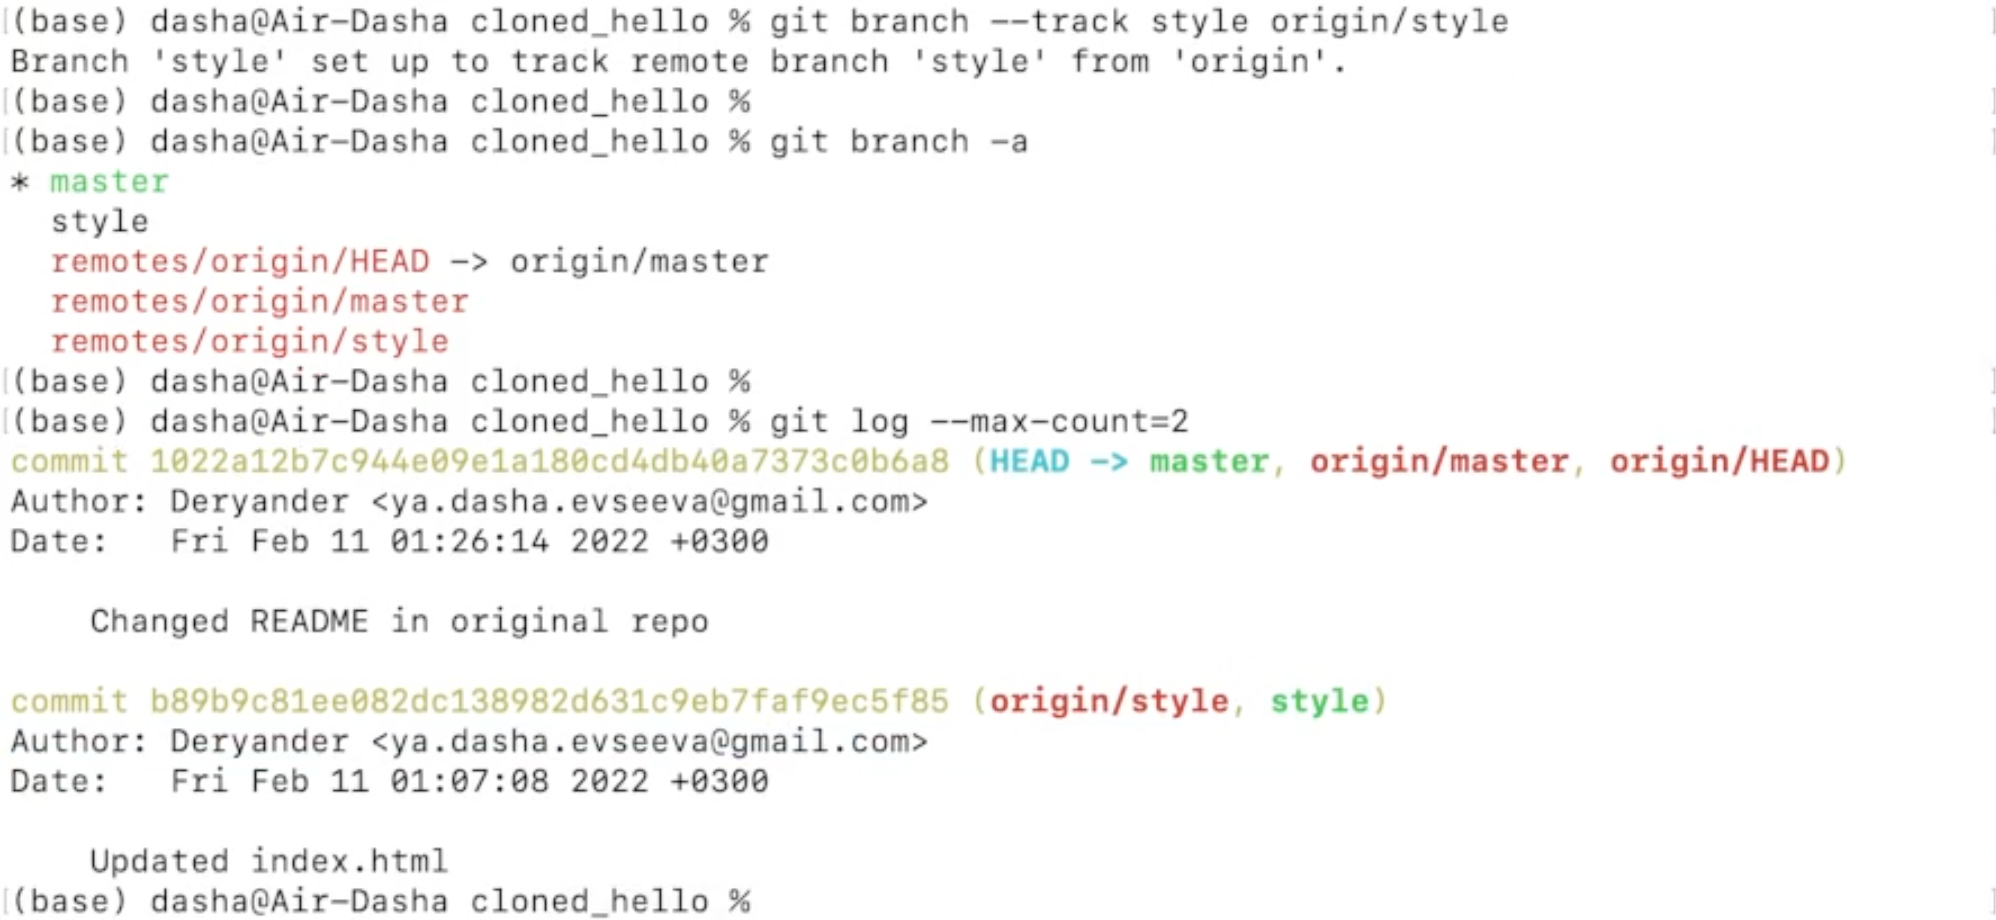 (base) dasha@Air-Dasha cloned_hello % git branch --track style origin/style
Branch 'style' set up to track remote branch 'style' from 'origin'.
(base) dasha@Air-Dasha cloned_hello %
(base) dasha@Air-Dasha cloned_hello % git branch -a
* master
  style
  remotes/origin/HEAD -> origin/master
  remotes/origin/master
  remotes/origin/style
(base) dasha@Air-Dasha cloned_hello %
(base) dasha@Air-Dasha cloned_hello % git log --max-count=2
commit 1022a12b7c944e09e1a180cd4db40a7373c0b6a8 (HEAD -> master, origin/master, origin/HEAD)
Author: Deryander <ya.dasha.evseeva@gmail.com>
Date:   Fri Feb 11 01:26:14 2022 +0300
    Changed README in original repo
commit b89b9c81ee082dc138982d631c9eb7faf9ec5f85 (origin/style, style)
Author: Deryander <ya.dasha.evseeva@gmail.com>
Date:   Fri Feb 11 01:07:08 2022 +0300
    Updated index.html
(base) dasha@Air-Dasha cloned_hello %